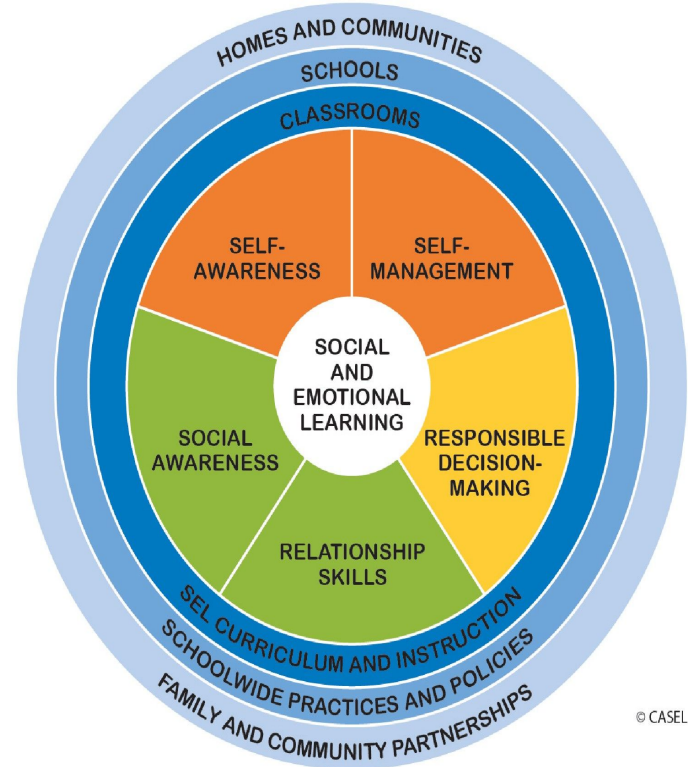 HOMES AND COMMUNITIES
SCHOOLS
CLASSROOMS
SELF-
AWARENESS
SELF-
MANAGEMENT
SOCIAL
AND
EMOTIONAL
LEARNING
SOCIAL
AWARENESS
RESPONSIBLE
DECISION-
MAKING
RELATIONSHIP
SKILLS
SEL CURRICULUM AND INSTRUCTION
SCHOOLWIDE PRACTICES AND POLICIES
FAMILY AND COMMUNITY PARTNERSHIPS
© CASEL